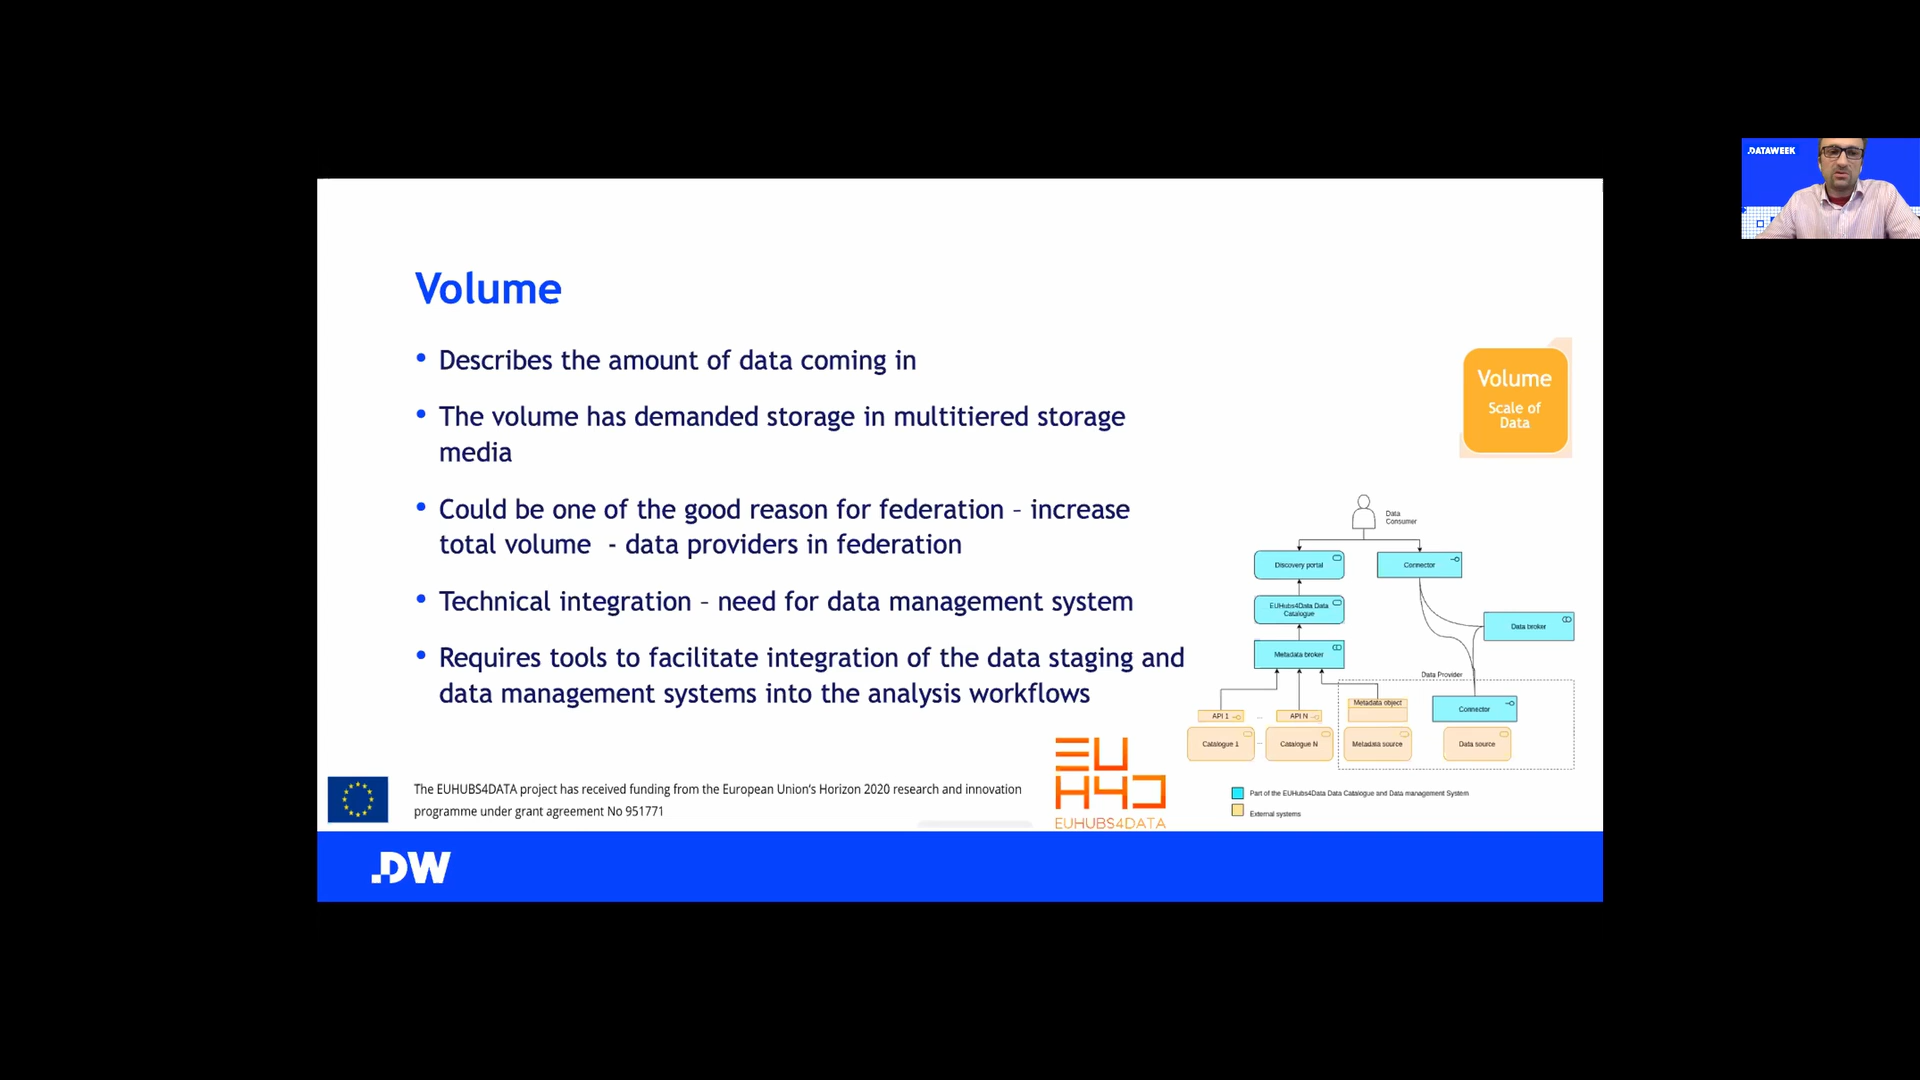 .DATAWEEK
Volume
• Describes the amount of data coming in
• The volume has demanded storage in multitiered storage
media
• Could be one of the good reason for federation – increase
total volume  - data providers in federation
• Technical integration – need for data management system
• Requires tools to facilitate integration of the data staging and
data management systems into the analysis workflows
Volume
Scale of
Data
Data
Consumer
Discovery portal
Connector
EUHubs4Data Data
Catalogue
Data broker
Metadata broker
Data Provider
Metadata object
Connector
API 1
...
API N
Catalogue 1
...
Catalogue N
Metadata source
Data source
Part of the EUHubs4Data Data Catalogue and Data management System
External systems
The EUHUBS4DATA project has received funding from the European Union's Horizon 2020 research and innovation
programme under grant agreement No 951771
EU
H4D
EUHUBS4DATA
.DW